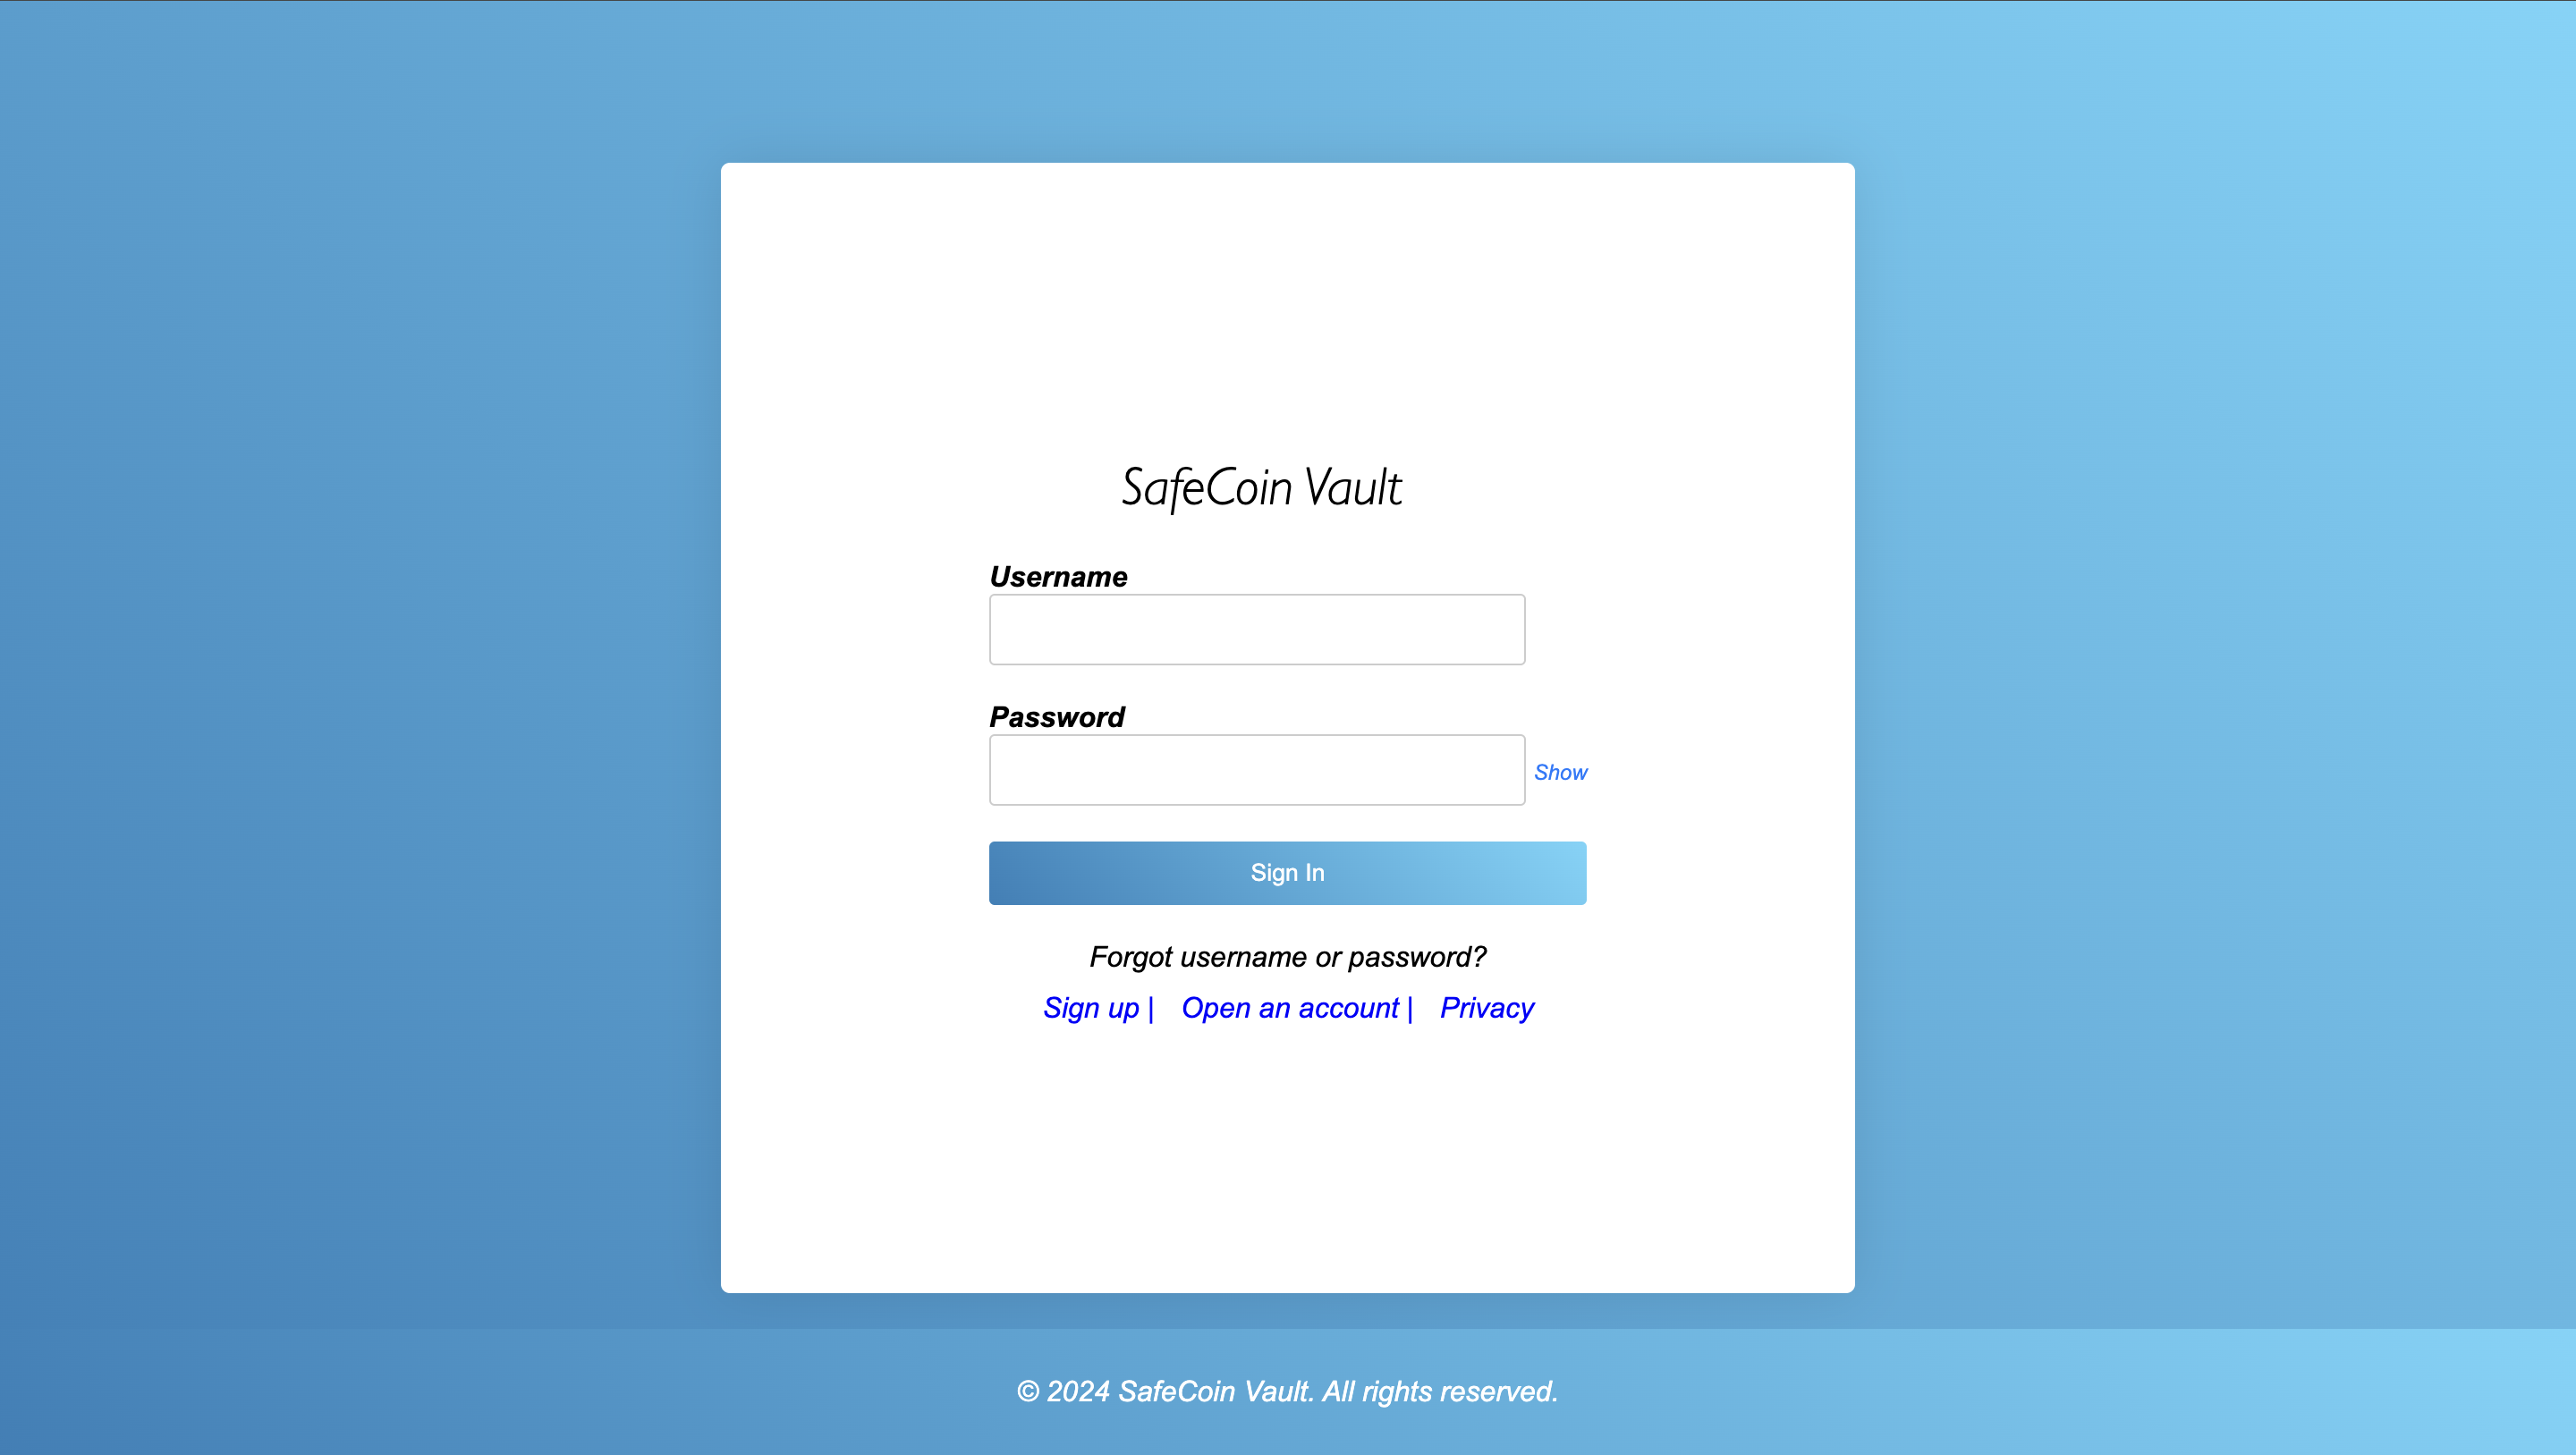 SafeCoin Vault
Username
Password
Show
Sign In
Forgot username or password?
Sign up | Open an account | Privacy
© 2024 SafeCoin Vault. All rights reserved.